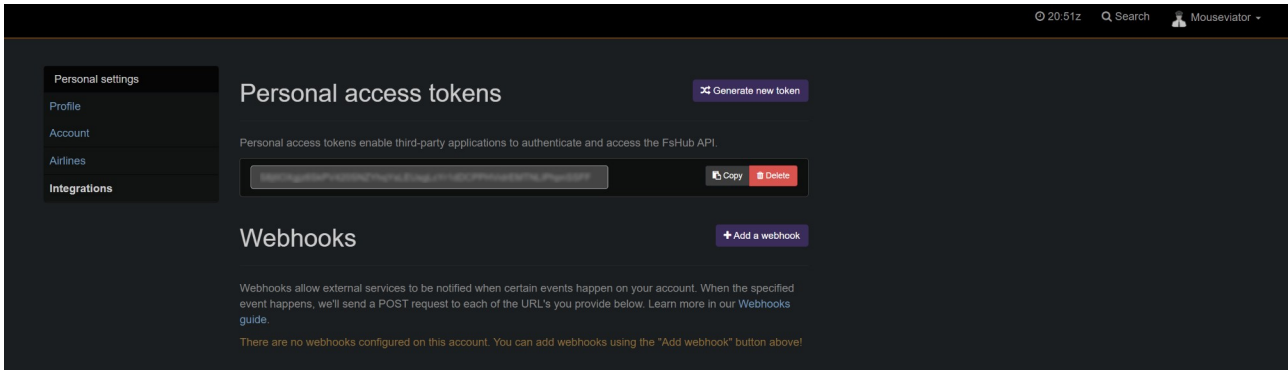 20:51z Search Mouseviator
Personal settings
Profile
Account
Airlines
Integrations
Personal access tokens
Generate new token
Personal access tokens enable third-party applications to authenticate and access the FsHub API.
Copy Delete
Webhooks
Add a webhook
Webhooks allow external services to be notified when certain events happen on your account. When the specified
event happens, we'll send a POST request to each of the URL's you provide below. Learn more in our Webhooks
guide.
There are no webhooks configured on this account. You can add webhooks using the "Add webhook" button above!